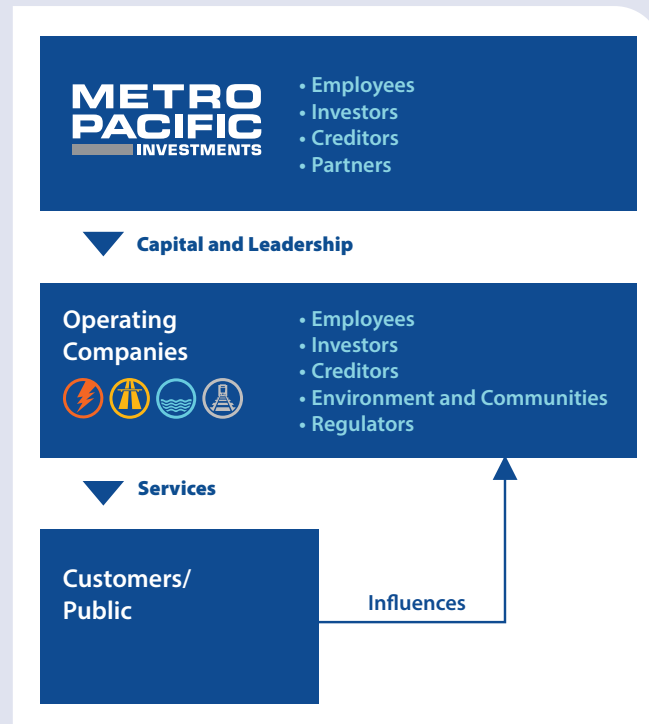 METRO
PACIFIC
INVESTMENTS
• Employees
• Investors
• Creditors
• Partners
Capital and Leadership
Operating
Companies
• Employees
• Investors
• Creditors
• Environment and Communities
• Regulators
Services
Customers/
Public
Influences